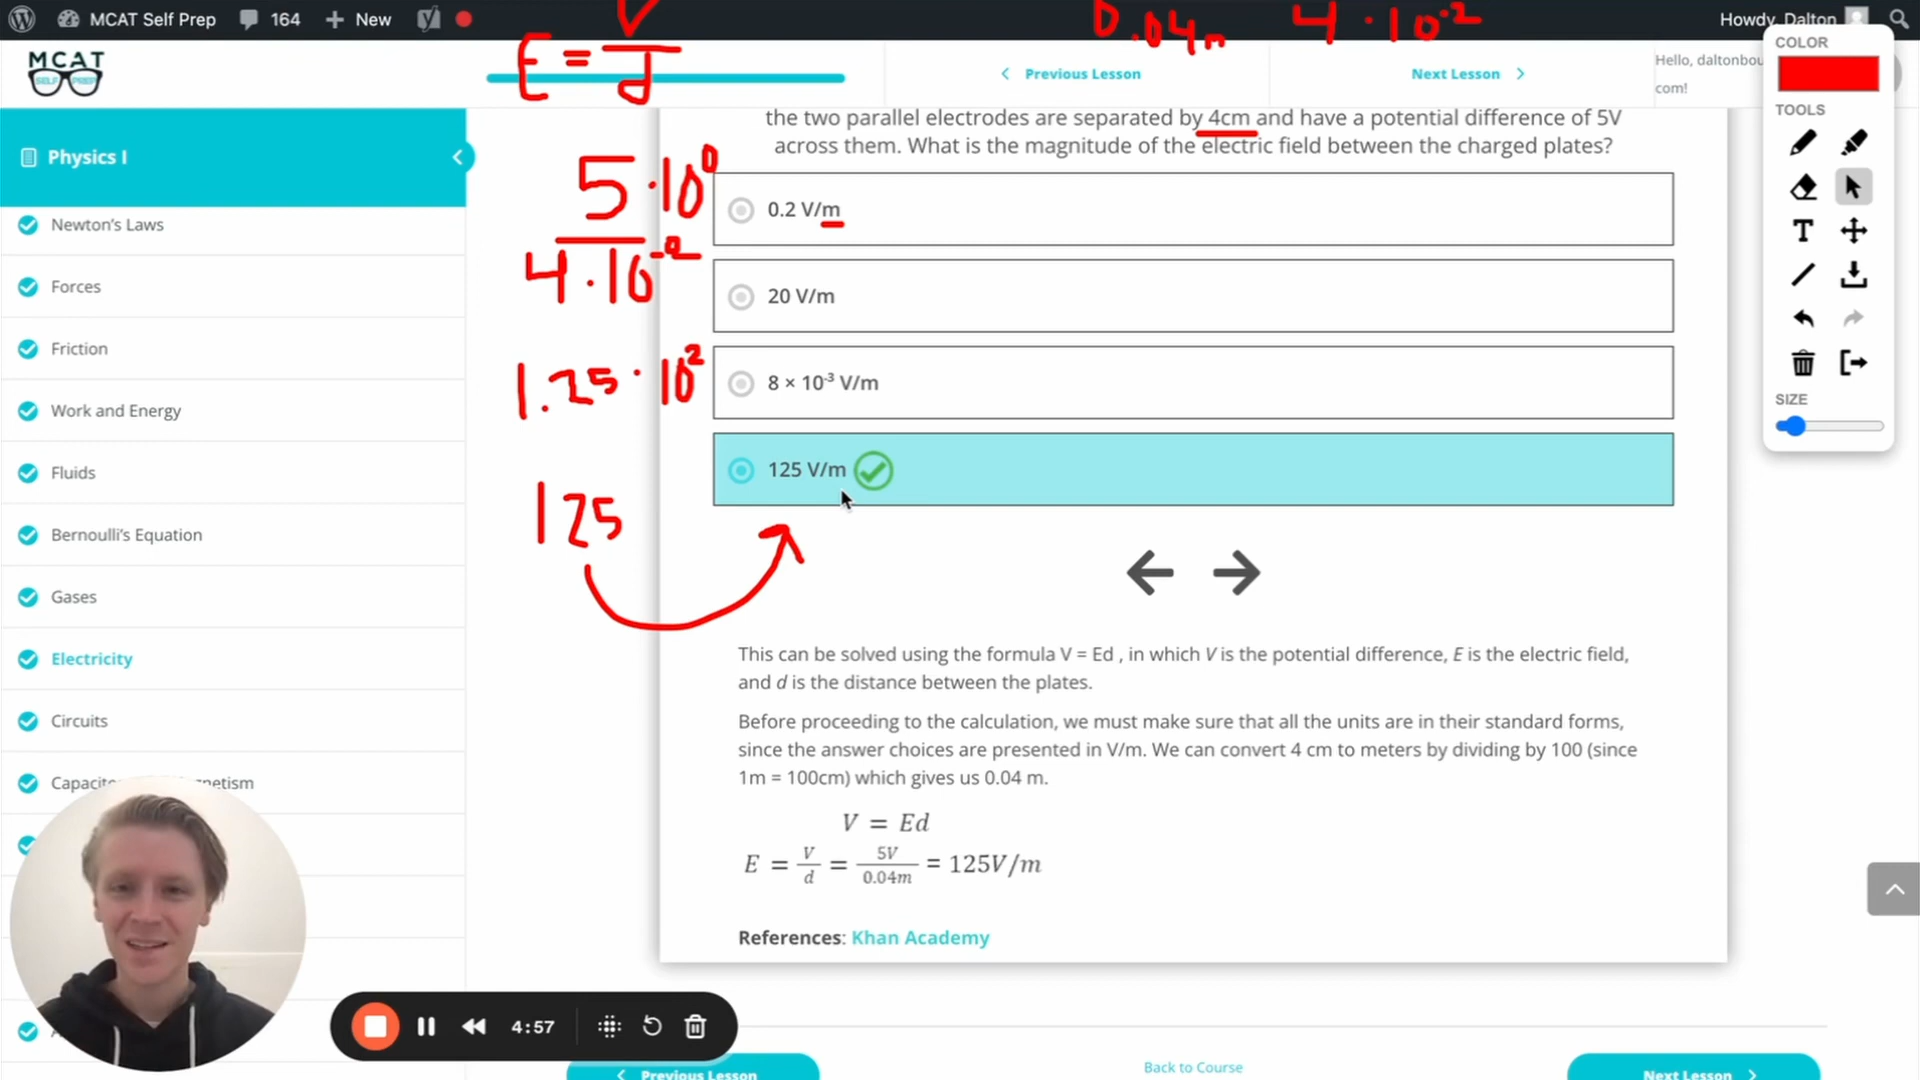 MCAT Self Prep 164 New Howdy, Dalton
E = V/d
0.04m 4 · 10⁻²
MCAT
SELF PREP
Previous Lesson
Next Lesson
Hello, daltonbou
com!
COLOR
TOOLS
SIZE
Physics I
Newton's Laws
Forces
Friction
Work and Energy
Fluids
Bernoulli's Equation
Gases
Electricity
Circuits
Capacito netism
the two parallel electrodes are separated by 4cm and have a potential difference of 5V
across them. What is the magnitude of the electric field between the charged plates?
5 · 10⁰
4 · 10⁻²
1.25 · 10²
125
0.2 V/m
20 V/m
8 × 10⁻³ V/m
125 V/m
This can be solved using the formula V = Ed , in which V is the potential difference, E is the electric field,
and d is the distance between the plates.
Before proceeding to the calculation, we must make sure that all the units are in their standard forms,
since the answer choices are presented in V/m. We can convert 4 cm to meters by dividing by 100 (since
1m = 100cm) which gives us 0.04 m.
V = Ed
E = V/d = 5V/0.04m = 125V/m
References: Khan Academy
4:57
Previous Lesson
Back to Course
Next Lesson